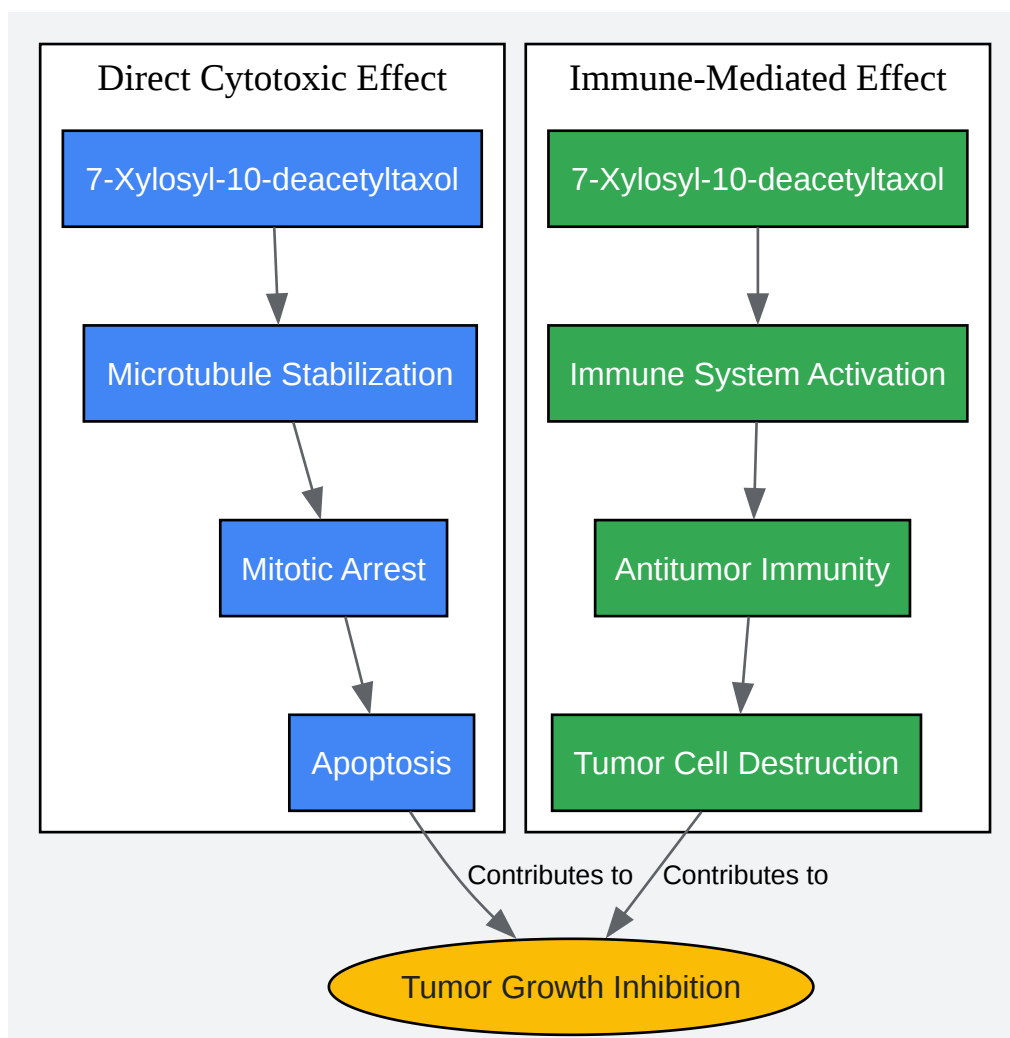 Direct Cytotoxic Effect
7-Xylosyl-10-deacetyltaxol
Microtubule Stabilization
Mitotic Arrest
Apoptosis
Immune-Mediated Effect
7-Xylosyl-10-deacetyltaxol
Immune System Activation
Antitumor Immunity
Tumor Cell Destruction
Contributes to
Contributes to
Tumor Growth Inhibition